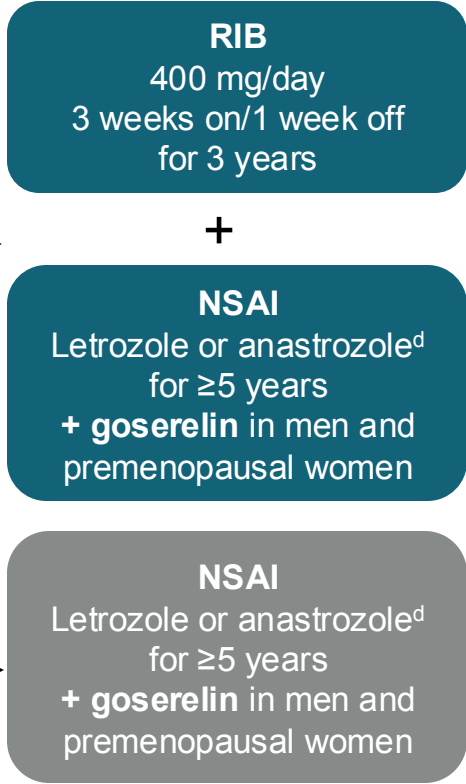 RIB
400 mg/day
3 weeks on/1 week off
for 3 years
+
NSAI
Letrozole or anastrozoleᵈ
for ≥5 years
+ goserelin in men and
premenopausal women
NSAI
Letrozole or anastrozoleᵈ
for ≥5 years
+ goserelin in men and
premenopausal women